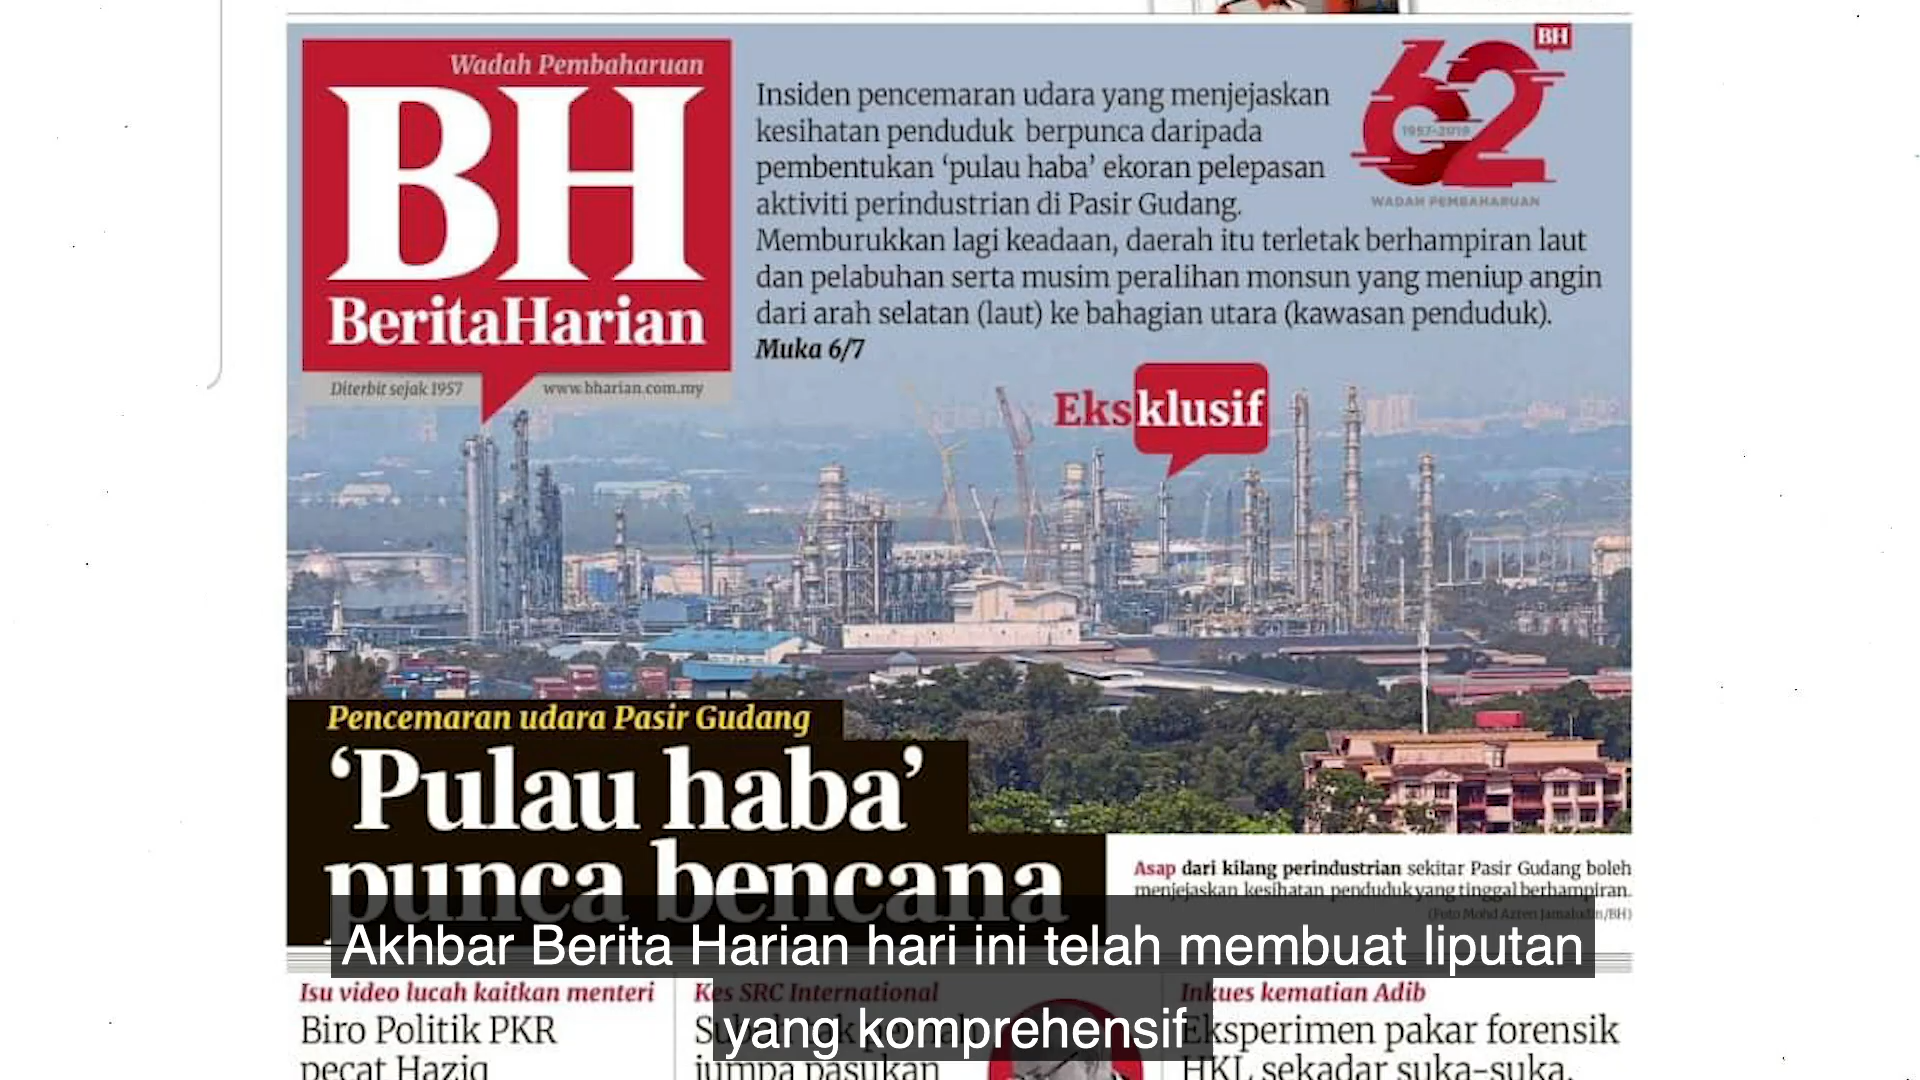 Wadah Pembaharuan
BH
BeritaHarian
Diterbit sejak 1957
www.bharian.com.my
Insiden pencemaran udara yang menjejaskan
kesihatan penduduk berpunca daripada
pembentukan ‘pulau haba’ ekoran pelepasan
aktiviti perindustrian di Pasir Gudang.
Memburukkan lagi keadaan, daerah itu terletak berhampiran laut
dan pelabuhan serta musim peralihan monsun yang meniup angin
dari arah selatan (laut) ke bahagian utara (kawasan penduduk).
Muka 6/7
BH
62
1957-2019
WADAH PEMBAHARUAN
Eksklusif
Pencemaran udara Pasir Gudang
‘Pulau haba’
punca bencana
Asap dari kilang perindustrian sekitar Pasir Gudang boleh
menjejaskan kesihatan penduduk yang tinggal berhampiran.
(Foto Mohd Azren Jamaludin/BH)
Akhbar Berita Harian hari ini telah membuat liputan
yang komprehensif
Isu video lucah kaitkan menteri
Biro Politik PKR
pecat Haziq
Kes SRC International
jumpa pasukan
Inkues kematian Adib
Eksperimen pakar forensik
HKL sekadar suka-suka,